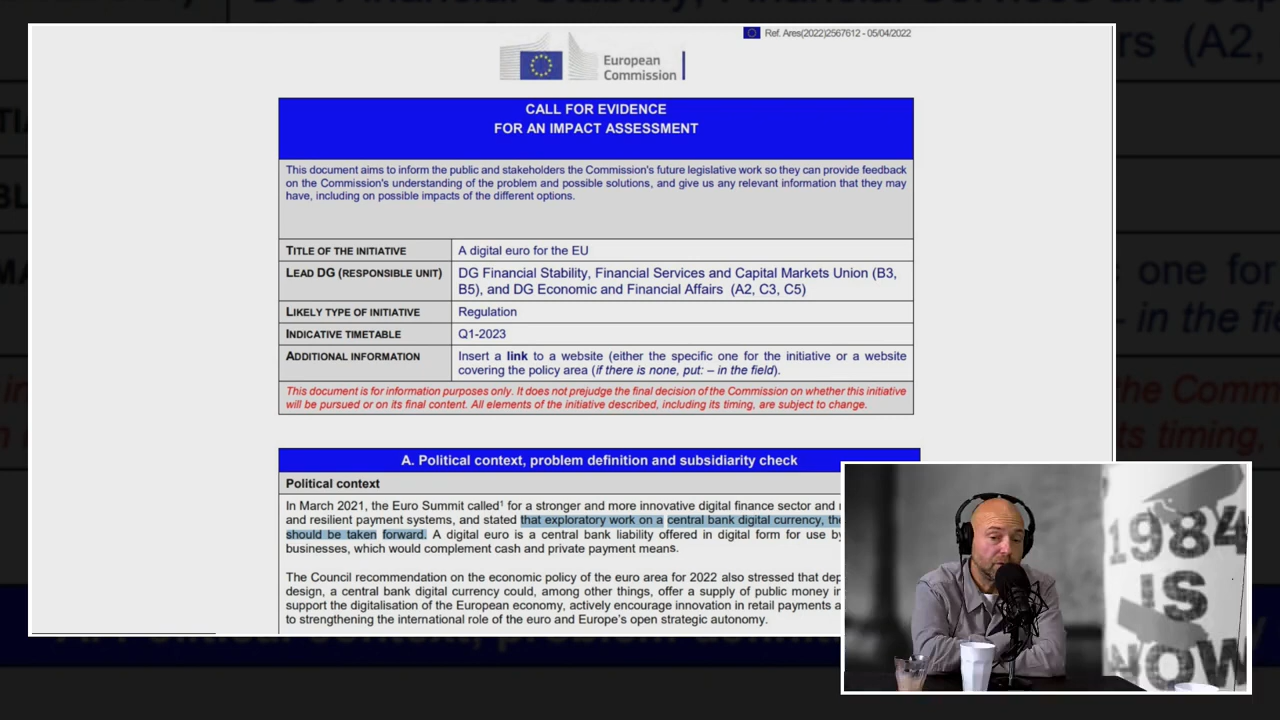 Ref. Ares(2022)2567612 - 05/04/2022
European
Commission
CALL FOR EVIDENCE
FOR AN IMPACT ASSESSMENT
This document aims to inform the public and stakeholders the Commission's future legislative work so they can provide feedback
on the Commission's understanding of the problem and possible solutions, and give us any relevant information that they may
have, including on possible impacts of the different options.
TITLE OF THE INITIATIVE A digital euro for the EU
LEAD DG (RESPONSIBLE UNIT) DG Financial Stability, Financial Services and Capital Markets Union (B3,
B5), and DG Economic and Financial Affairs (A2, C3, C5)
LIKELY TYPE OF INITIATIVE Regulation
INDICATIVE TIMETABLE Q1-2023
ADDITIONAL INFORMATION Insert a link to a website (either the specific one for the initiative or a website
covering the policy area (if there is none, put: – in the field).
This document is for information purposes only. It does not prejudge the final decision of the Commission on whether this initiative
will be pursued or on its final content. All elements of the initiative described, including its timing, are subject to change.
A. Political context, problem definition and subsidiarity check
Political context
In March 2021, the Euro Summit called¹ for a stronger and more innovative digital finance sector and
and resilient payment systems, and stated that exploratory work on a central bank digital currency,
should be taken forward. A digital euro is a central bank liability offered in digital form for use
businesses, which would complement cash and private payment means.
The Council recommendation on the economic policy of the euro area for 2022 also stressed that
design, a central bank digital currency could, among other things, offer a supply of public money
support the digitalisation of the European economy, actively encourage innovation in retail payments
to strengthening the international role of the euro and Europe's open strategic autonomy.
1984
IS
NOW